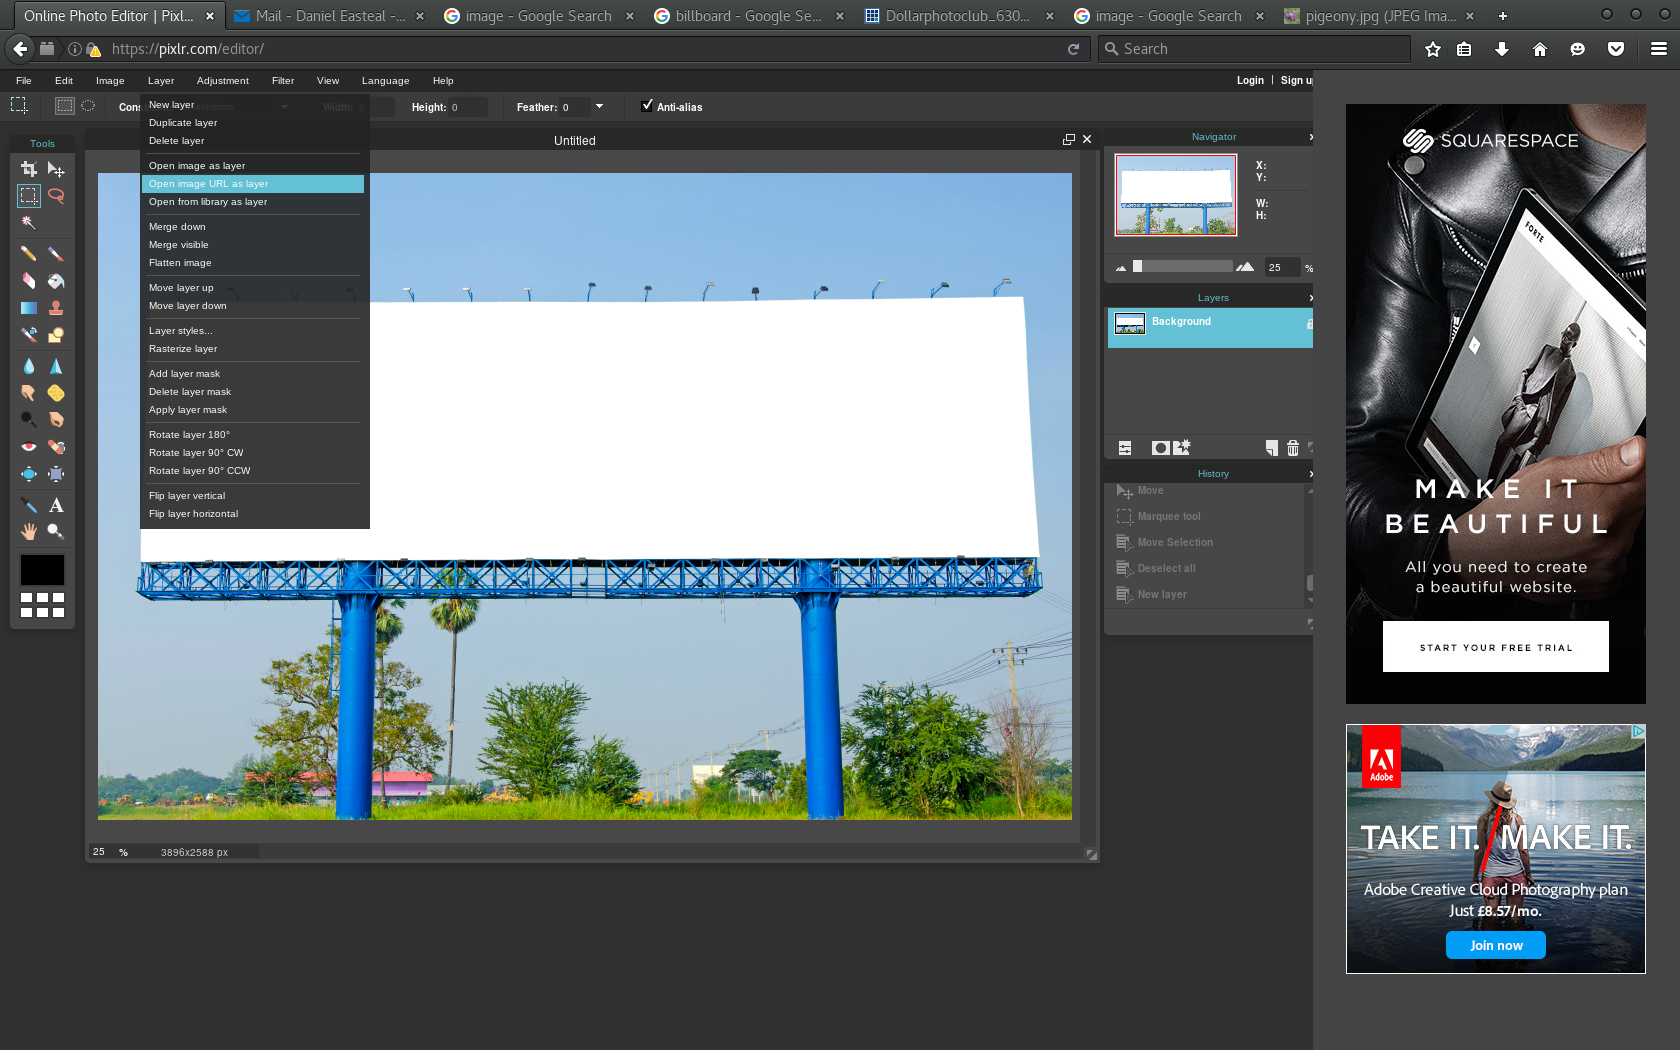 Online Photo Editor | Pixl...
Mail - Daniel Easteal -...
image - Google Search
billboard - Google Se...
Dollarphotoclub_630...
image - Google Search
pigeony.jpg (JPEG Ima...
https://pixlr.com/editor/
Search
File Edit Image Layer Adjustment Filter View Language Help
Login | Sign u
Cons
Width: 0
Height: 0
Feather: 0
Anti-alias
Tools
New layer
Duplicate layer
Delete layer
Open image as layer
Open image URL as layer
Open from library as layer
Merge down
Merge visible
Flatten image
Move layer up
Move layer down
Layer styles...
Rasterize layer
Add layer mask
Delete layer mask
Apply layer mask
Rotate layer 180°
Rotate layer 90° CW
Rotate layer 90° CCW
Flip layer vertical
Flip layer horizontal
Untitled
25 %
3896x2588 px
Navigator
X:
Y:
W:
H:
25 %
Layers
Background
History
Move
Marquee tool
Move Selection
Deselect all
New layer
SQUARESPACE
FORTE
MAKE IT
BEAUTIFUL
All you need to create
a beautiful website.
START YOUR FREE TRIAL
Adobe
TAKE IT. / MAKE IT.
Adobe Creative Cloud Photography plan
Just £8.57/mo.
Join now